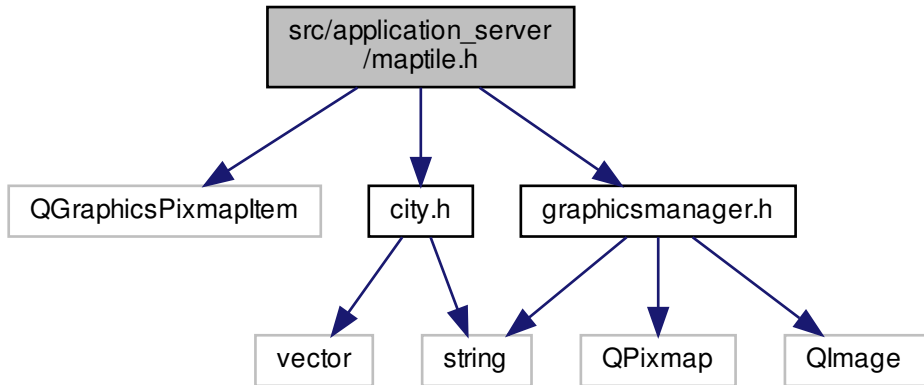 src/application_server
/maptile.h
QGraphicsPixmapItem
city.h
graphicsmanager.h
vector
string
QPixmap
QImage